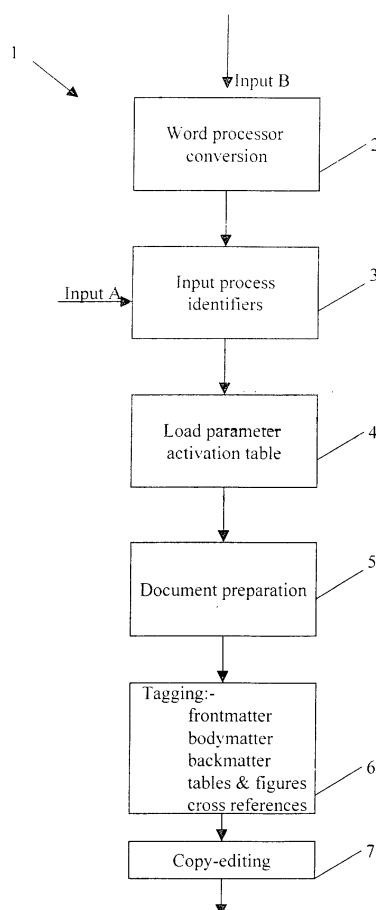 1
Input B
Word processor
conversion
2
Input A
Input process
identifiers
3
Load parameter
activation table
4
Document preparation
5
Tagging:-
frontmatter
bodymatter
backmatter
tables & figures
cross references
6
Copy-editing
7